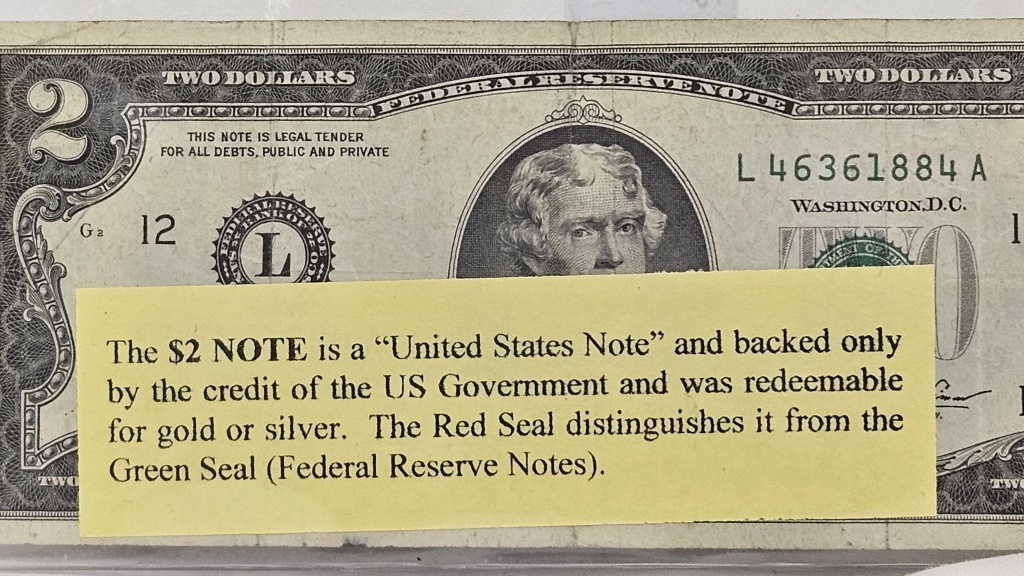 TWO DOLLARS
TWO DOLLARS
FEDERAL RESERVE NOTE
2
THIS NOTE IS LEGAL TENDER
FOR ALL DEBTS, PUBLIC AND PRIVATE
L 46361884 A
WASHINGTON, D.C.
G2
12
L
The $2 NOTE is a “United States Note” and backed only
by the credit of the US Government and was redeemable
for gold or silver. The Red Seal distinguishes it from the
Green Seal (Federal Reserve Notes).
TWO